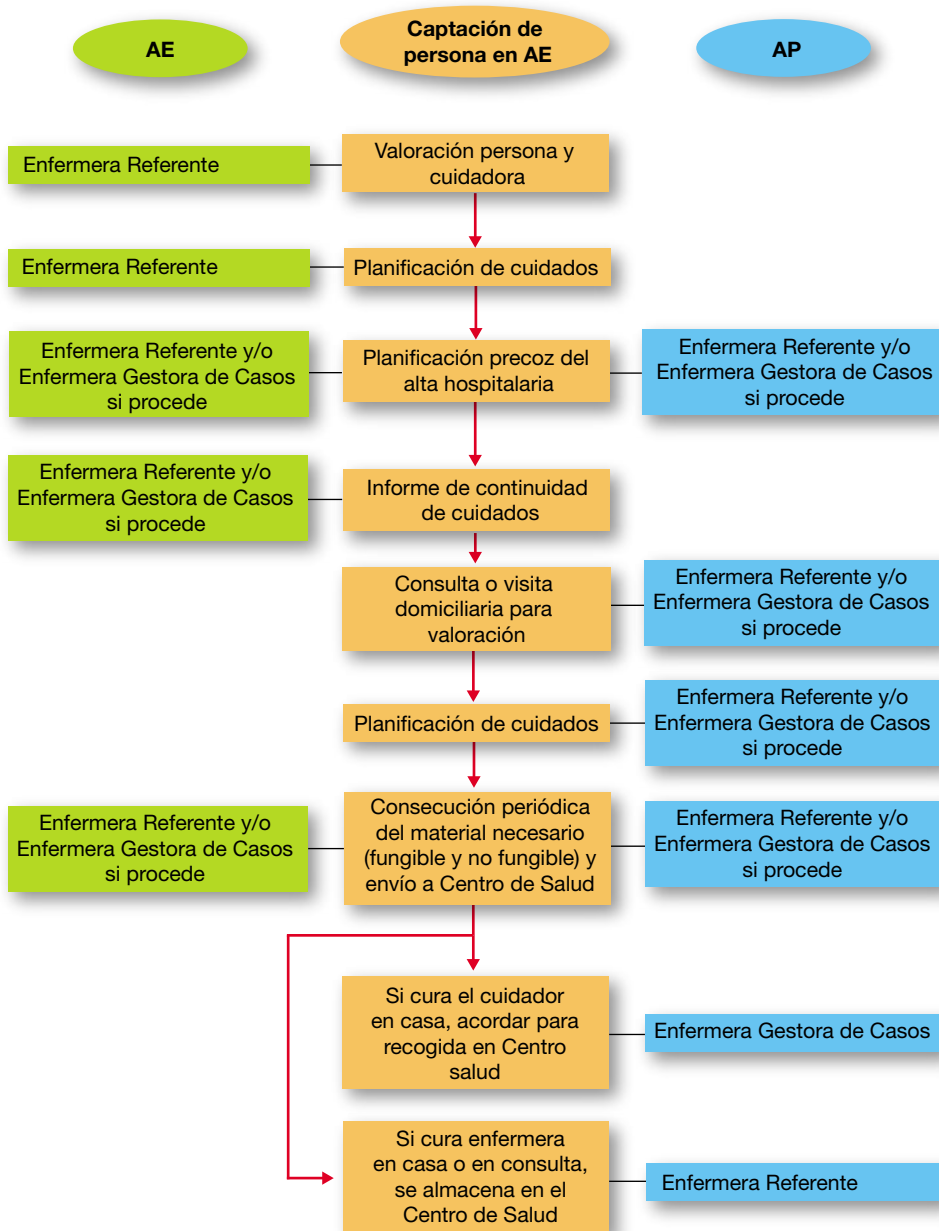 AE
Captación de
persona en AE
AP
Enfermera Referente
Valoración persona y
cuidadora
Enfermera Referente
Planificación de cuidados
Enfermera Referente y/o
Enfermera Gestora de Casos
si procede
Planificación precoz del
alta hospitalaria
Enfermera Referente y/o
Enfermera Gestora de Casos
si procede
Enfermera Referente y/o
Enfermera Gestora de Casos
si procede
Informe de continuidad
de cuidados
Consulta o visita
domiciliaria para
valoración
Enfermera Referente y/o
Enfermera Gestora de Casos
si procede
Planificación de cuidados
Enfermera Referente y/o
Enfermera Gestora de Casos
si procede
Enfermera Referente y/o
Enfermera Gestora de Casos
si procede
Consecución periódica
del material necesario
(fungible y no fungible) y
envío a Centro de Salud
Enfermera Referente y/o
Enfermera Gestora de Casos
si procede
Si cura el cuidador
en casa, acordar para
recogida en Centro
salud
Enfermera Gestora de Casos
Si cura enfermera
en casa o en consulta,
se almacena en el
Centro de Salud
Enfermera Referente